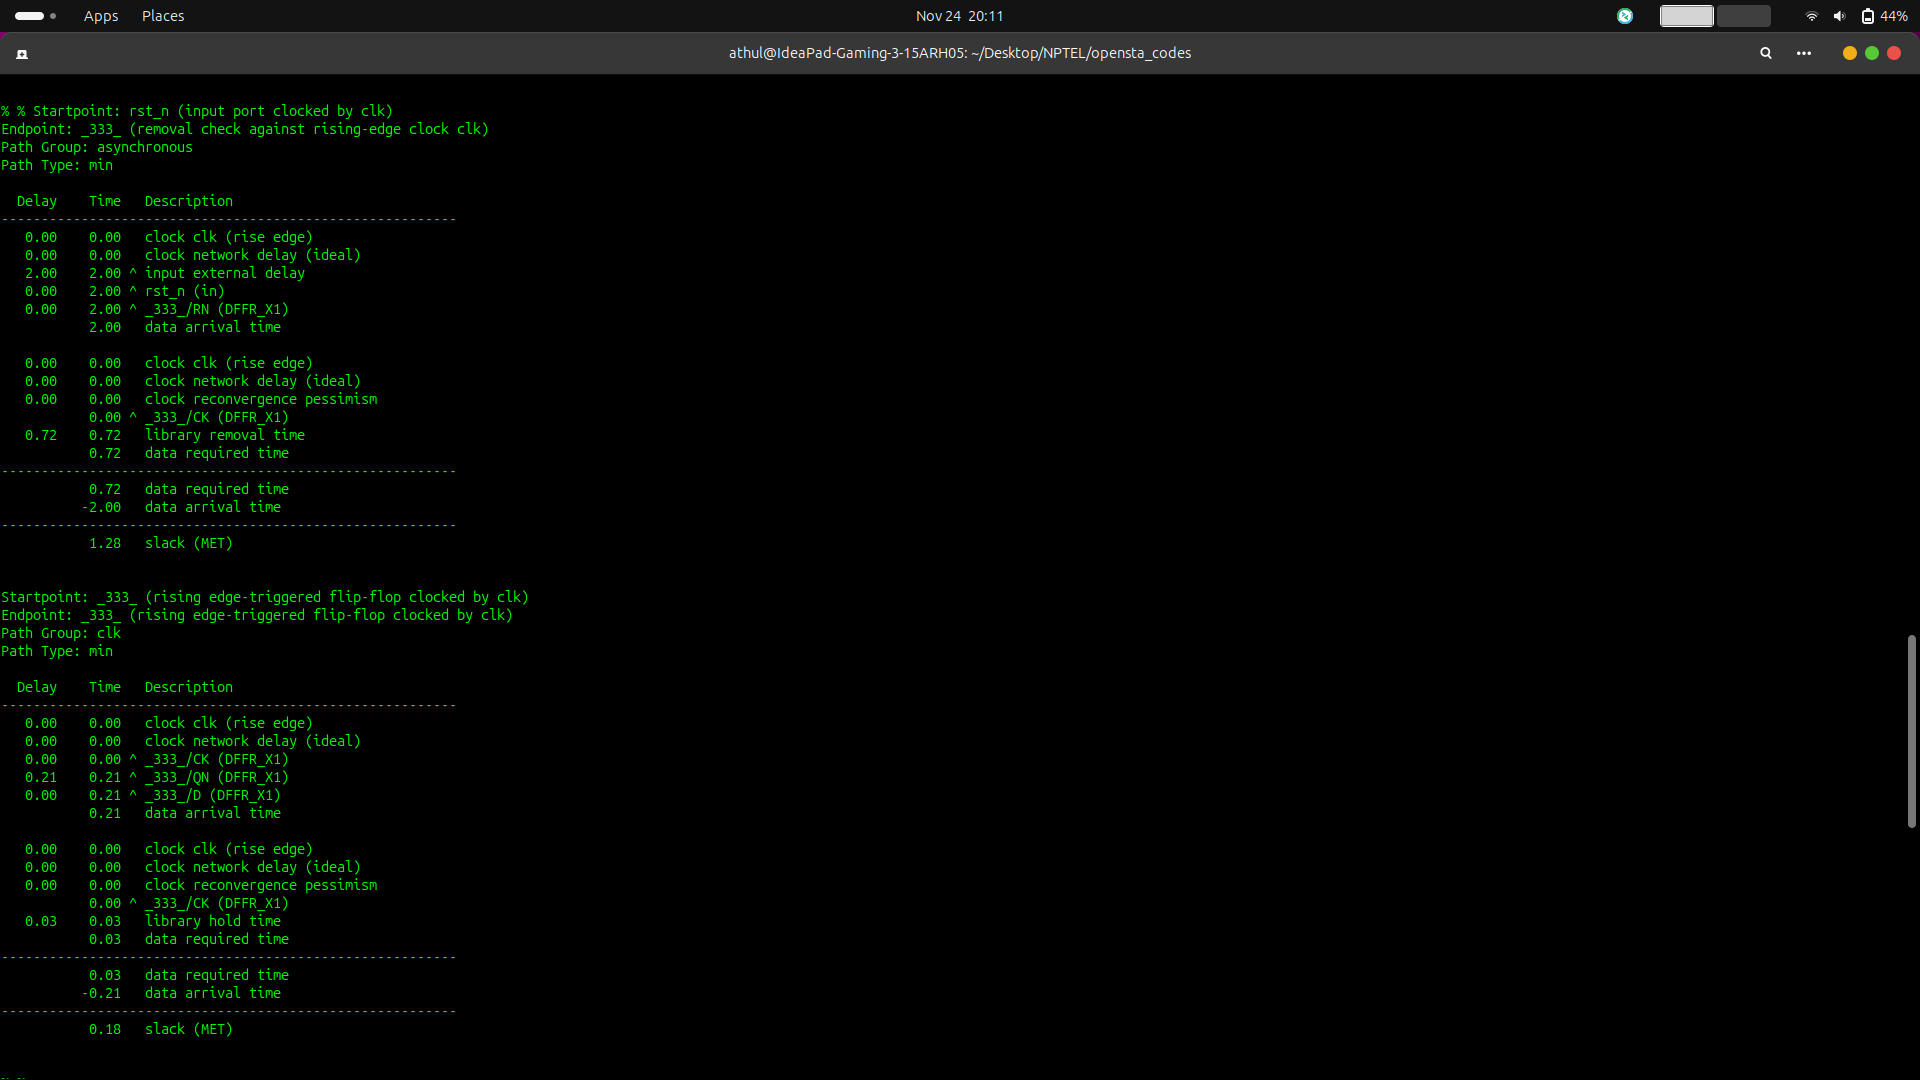 Apps Places Nov 24 20:11 44%
athul@IdeaPad-Gaming-3-15ARH05: ~/Desktop/NPTEL/opensta_codes
% % Startpoint: rst_n (input port clocked by clk)
Endpoint: _333_ (removal check against rising-edge clock clk)
Path Group: asynchronous
Path Type: min
  Delay    Time   Description
---------------------------------------------------------
   0.00    0.00   clock clk (rise edge)
   0.00    0.00   clock network delay (ideal)
   2.00    2.00 ^ input external delay
   0.00    2.00 ^ rst_n (in)
   0.00    2.00 ^ _333_/RN (DFFR_X1)
           2.00   data arrival time
   0.00    0.00   clock clk (rise edge)
   0.00    0.00   clock network delay (ideal)
   0.00    0.00   clock reconvergence pessimism
           0.00 ^ _333_/CK (DFFR_X1)
   0.72    0.72   library removal time
           0.72   data required time
---------------------------------------------------------
           0.72   data required time
          -2.00   data arrival time
---------------------------------------------------------
           1.28   slack (MET)
Startpoint: _333_ (rising edge-triggered flip-flop clocked by clk)
Endpoint: _333_ (rising edge-triggered flip-flop clocked by clk)
Path Group: clk
Path Type: min
  Delay    Time   Description
---------------------------------------------------------
   0.00    0.00   clock clk (rise edge)
   0.00    0.00   clock network delay (ideal)
   0.00    0.00 ^ _333_/CK (DFFR_X1)
   0.21    0.21 ^ _333_/QN (DFFR_X1)
   0.00    0.21 ^ _333_/D (DFFR_X1)
           0.21   data arrival time
   0.00    0.00   clock clk (rise edge)
   0.00    0.00   clock network delay (ideal)
   0.00    0.00   clock reconvergence pessimism
           0.00 ^ _333_/CK (DFFR_X1)
   0.03    0.03   library hold time
           0.03   data required time
---------------------------------------------------------
           0.03   data required time
          -0.21   data arrival time
---------------------------------------------------------
           0.18   slack (MET)